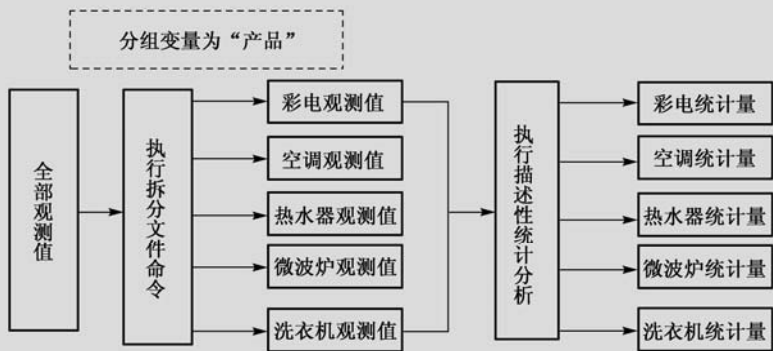 分组变量为“产品”
全部观测值
执行拆分文件命令
彩电观测值
空调观测值
热水器观测值
微波炉观测值
洗衣机观测值
执行描述性统计分析
彩电统计量
空调统计量
热水器统计量
微波炉统计量
洗衣机统计量